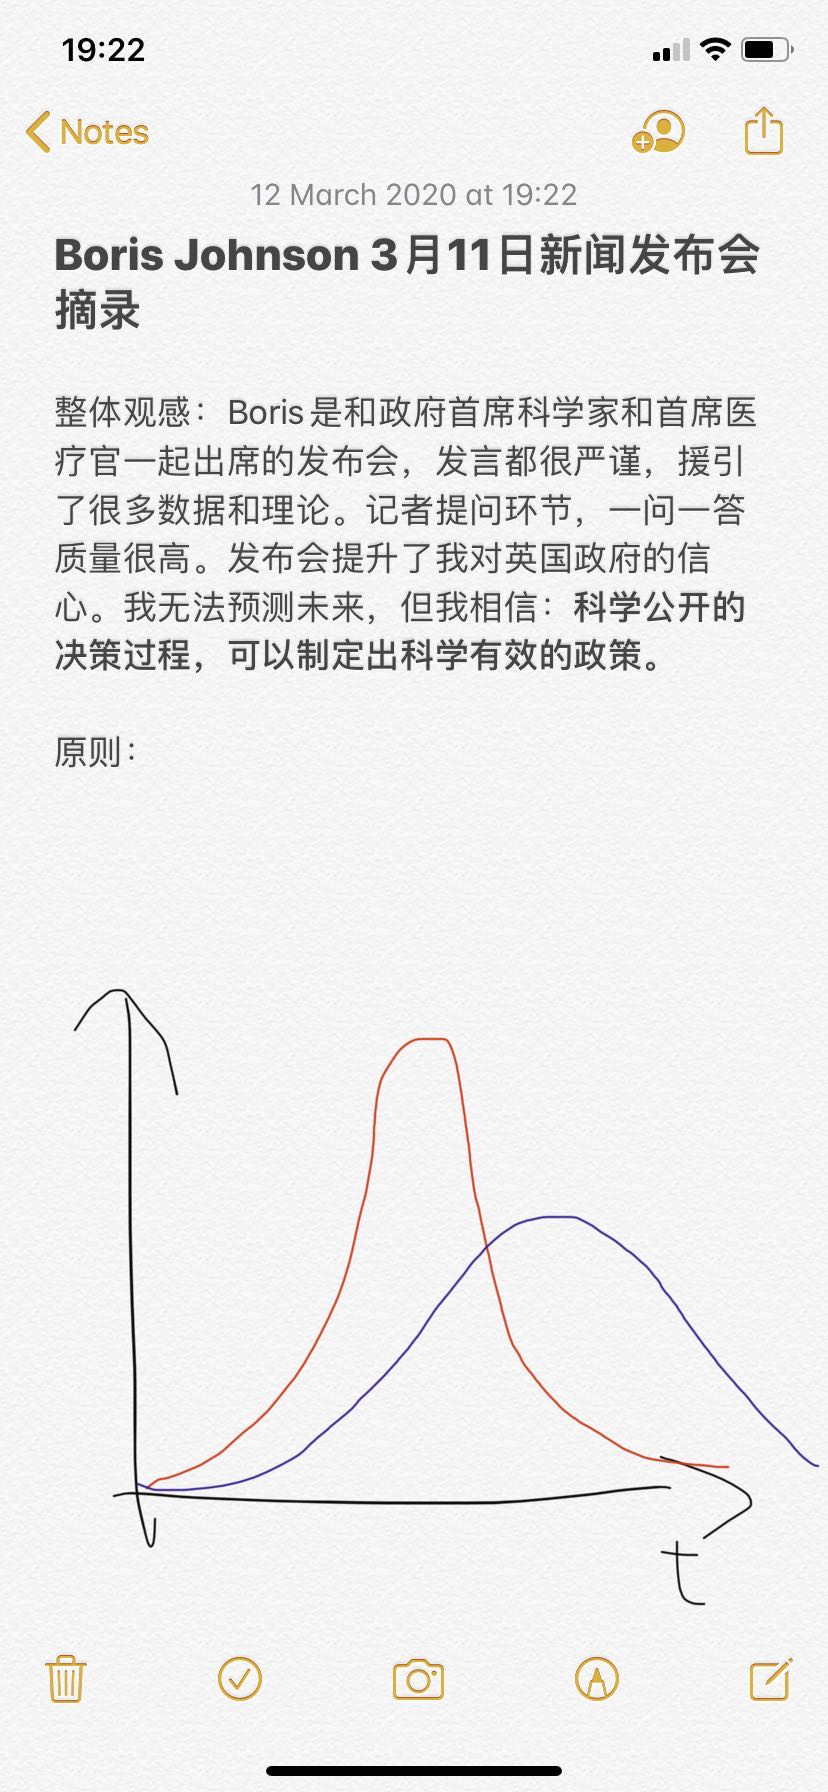 19:22
Notes
12 March 2020 at 19:22
Boris Johnson 3月11日新闻发布会
摘录
整体观感：Boris是和政府首席科学家和首席医
疗官一起出席的发布会，发言都很严谨，援引
了很多数据和理论。记者提问环节，一问一答
质量很高。发布会提升了我对英国政府的信
心。我无法预测未来，但我相信：科学公开的
决策过程，可以制定出科学有效的政策。
原则：
t